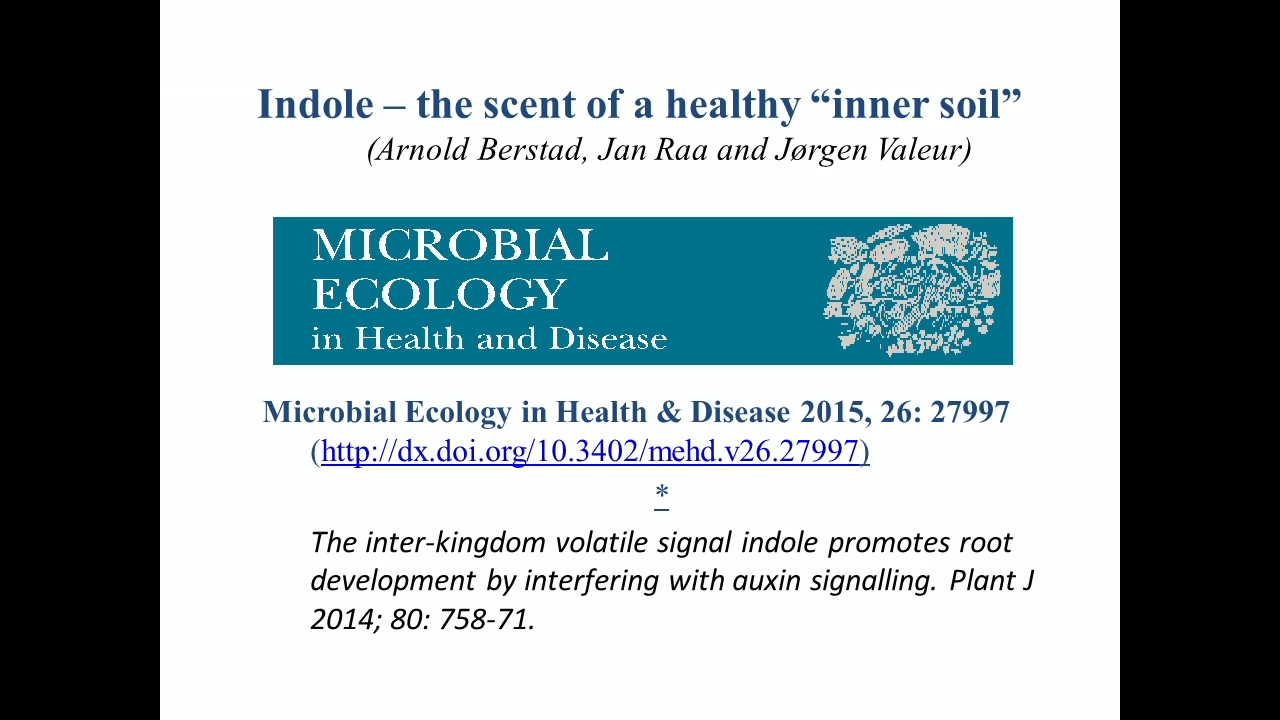 Indole – the scent of a healthy “inner soil”
(Arnold Berstad, Jan Raa and Jørgen Valeur)
MICROBIAL
ECOLOGY
in Health and Disease
Microbial Ecology in Health & Disease 2015, 26: 27997
(http://dx.doi.org/10.3402/mehd.v26.27997)
*
The inter-kingdom volatile signal indole promotes root
development by interfering with auxin signalling. Plant J
2014; 80: 758-71.